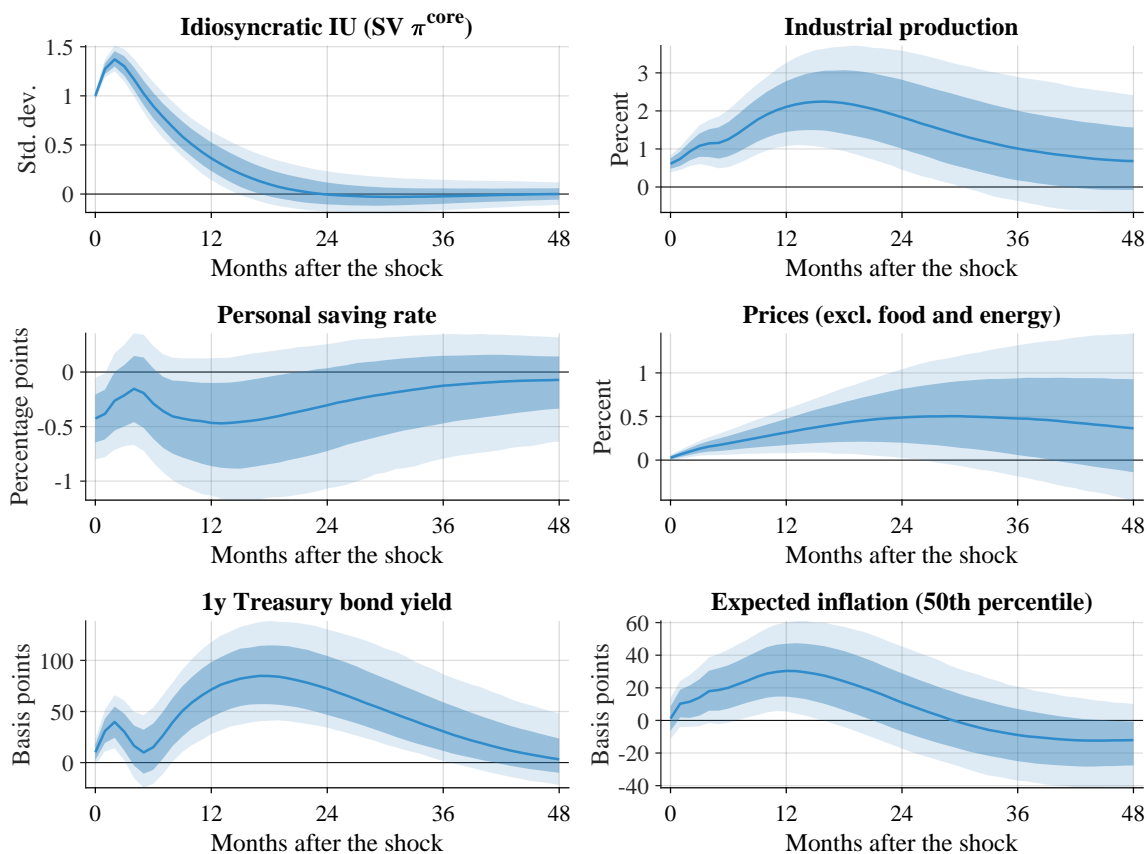 Idiosyncratic IU (SV π^core)
Std. dev.
1.5
1
0.5
0
0 12 24 36 48
Months after the shock
Industrial production
Percent
3
2
1
0
0 12 24 36 48
Months after the shock
Personal saving rate
Percentage points
0
-0.5
-1
0 12 24 36 48
Months after the shock
Prices (excl. food and energy)
Percent
1
0.5
0
0 12 24 36 48
Months after the shock
1y Treasury bond yield
Basis points
100
50
0
0 12 24 36 48
Months after the shock
Expected inflation (50th percentile)
Basis points
60
40
20
0
-20
-40
0 12 24 36 48
Months after the shock